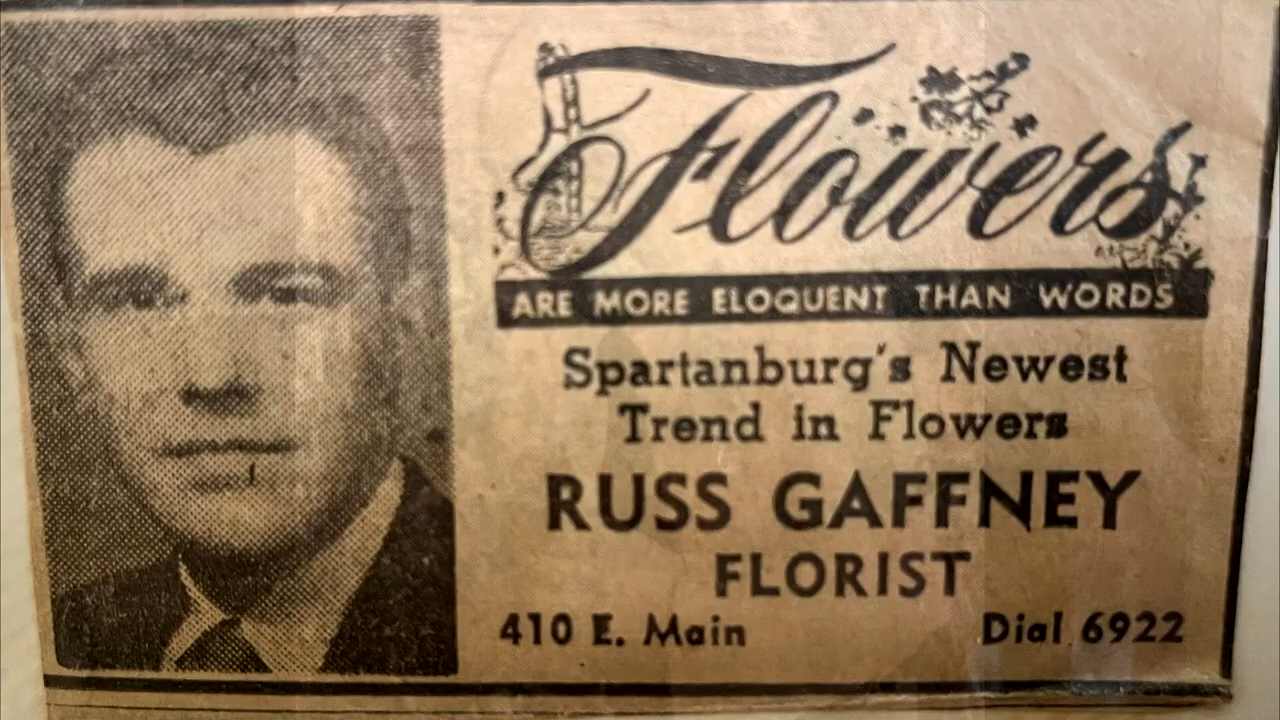 Flowers
ARE MORE ELOQUENT THAN WORDS
Spartanburg's Newest
Trend in Flowers
RUSS GAFFNEY
FLORIST
410 E. Main Dial 6922